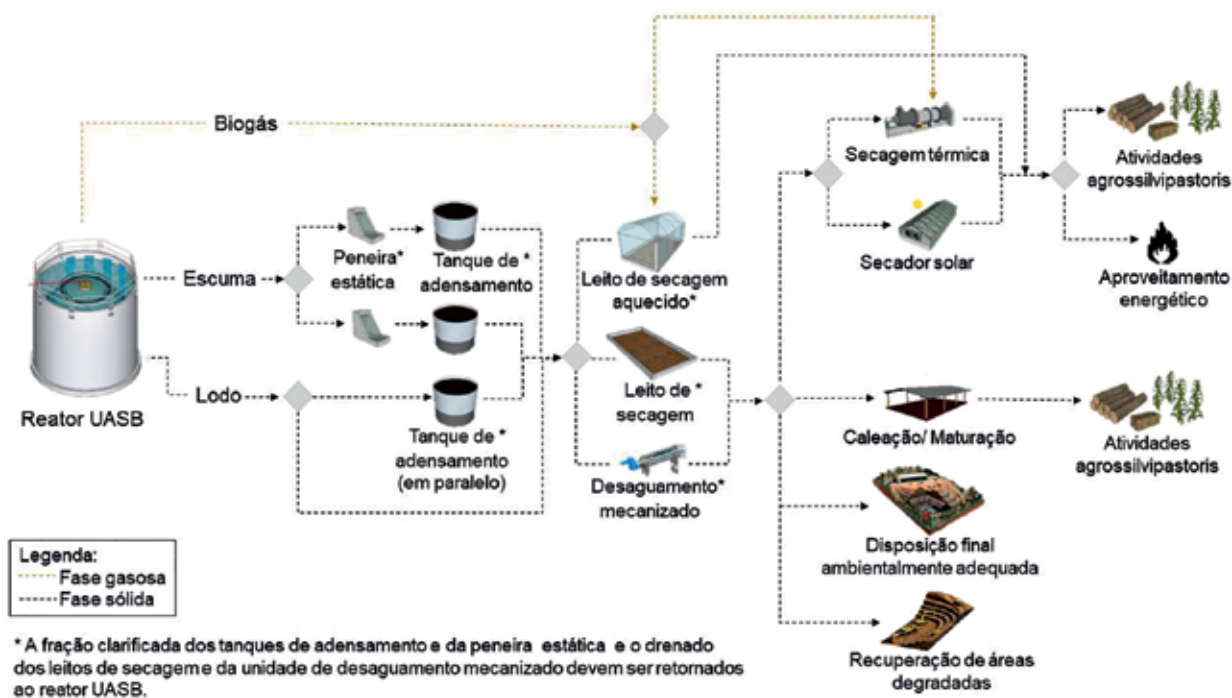 Biogás
Reator UASB
Escuma
Lodo
Peneira*
estática
Tanque de *
adensamento
Tanque de *
adensamento
(em paralelo)
Leito de secagem
aquecido*
Leito de *
secagem
Desaguamento*
mecanizado
Secagem térmica
Secador solar
Atividades
agrossilvipastoris
Aproveitamento
energético
Caleação/ Maturação
Atividades
agrossilvipastoris
Disposição final
ambientalmente adequada
Recuperação de áreas
degradadas
Legenda:
Fase gasosa
Fase sólida
* A fração clarificada dos tanques de adensamento e da peneira estática e o drenado
dos leitos de secagem e da unidade de desaguamento mecanizado devem ser retornados
ao reator UASB.